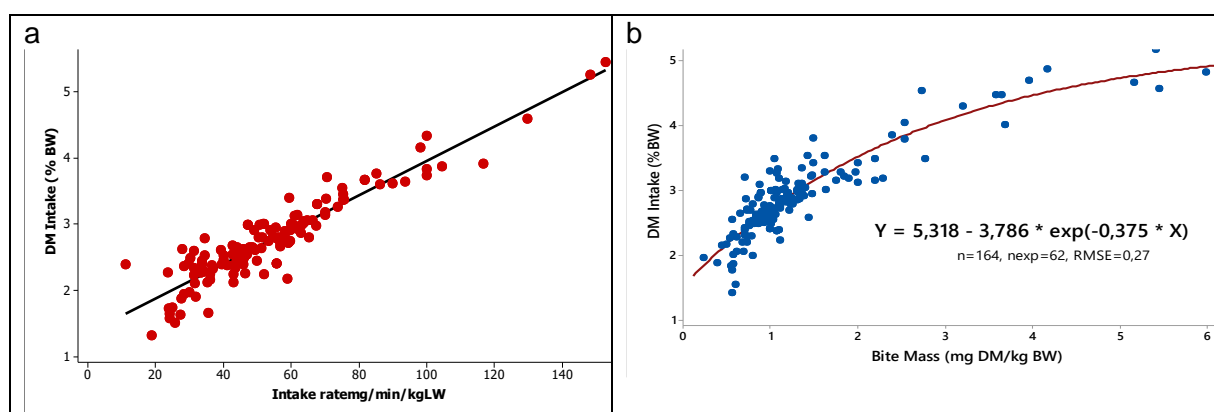 a
DM Intake (% BW)
5
4
3
2
1
0 20 40 60 80 100 120 140
Intake ratemg/min/kgLW
b
DM Intake (%BW)
5
4
3
2
1
Y = 5,318 - 3,786 * exp(-0,375 * X)
n=164, nexp=62, RMSE=0,27
0 1 2 3 4 5 6
Bite Mass (mg DM/kg BW)